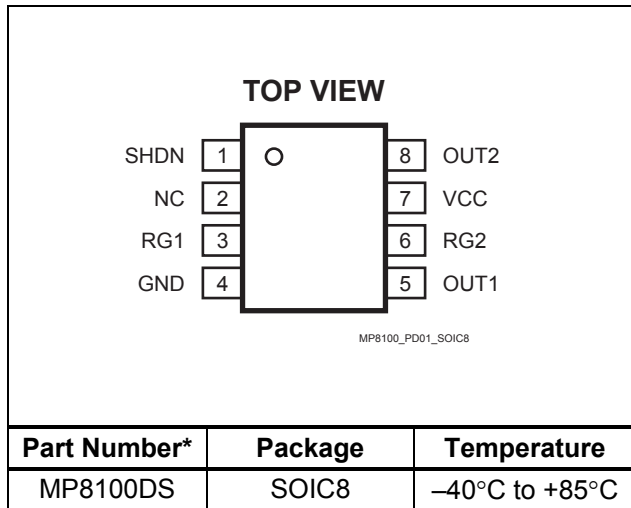 TOP VIEW
SHDN 1 8 OUT2
NC 2 7 VCC
RG1 3 6 RG2
GND 4 5 OUT1
MP8100_PD01_SOIC8
Part Number* Package Temperature
MP8100DS SOIC8 –40°C to +85°C